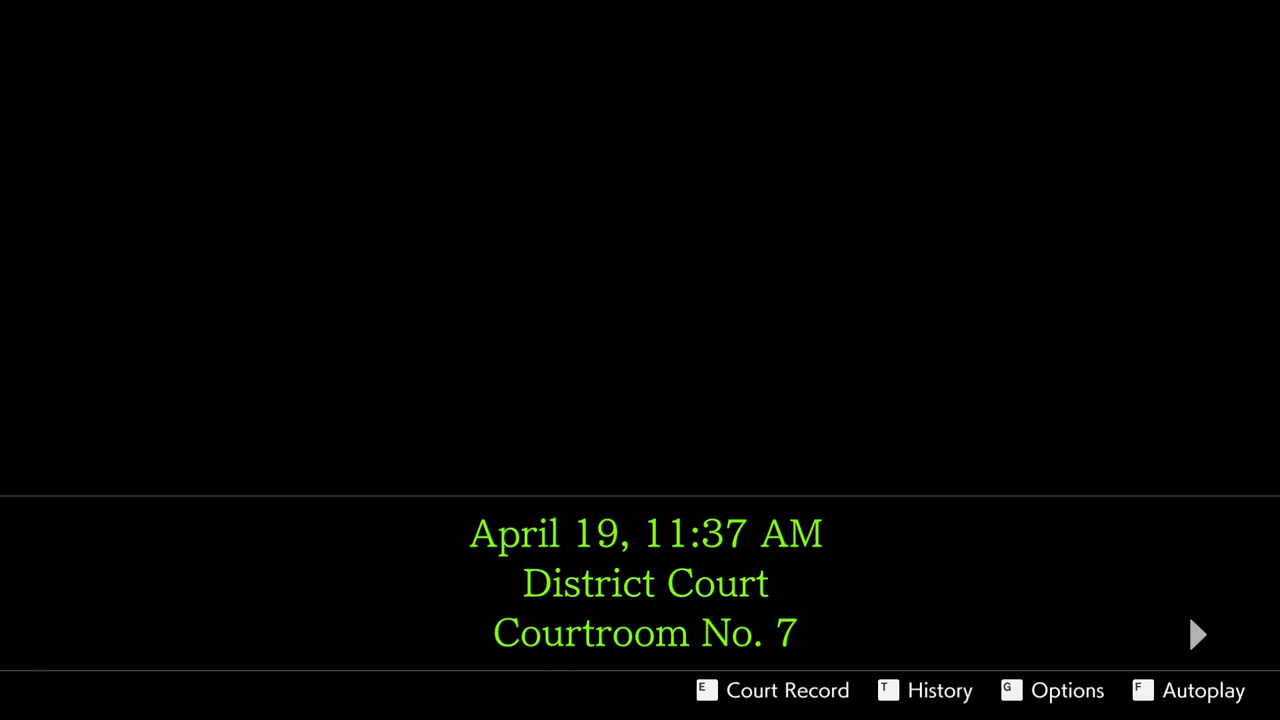 April 19, 11:37 AM
District Court
Courtroom No. 7
E Court Record T History G Options F Autoplay